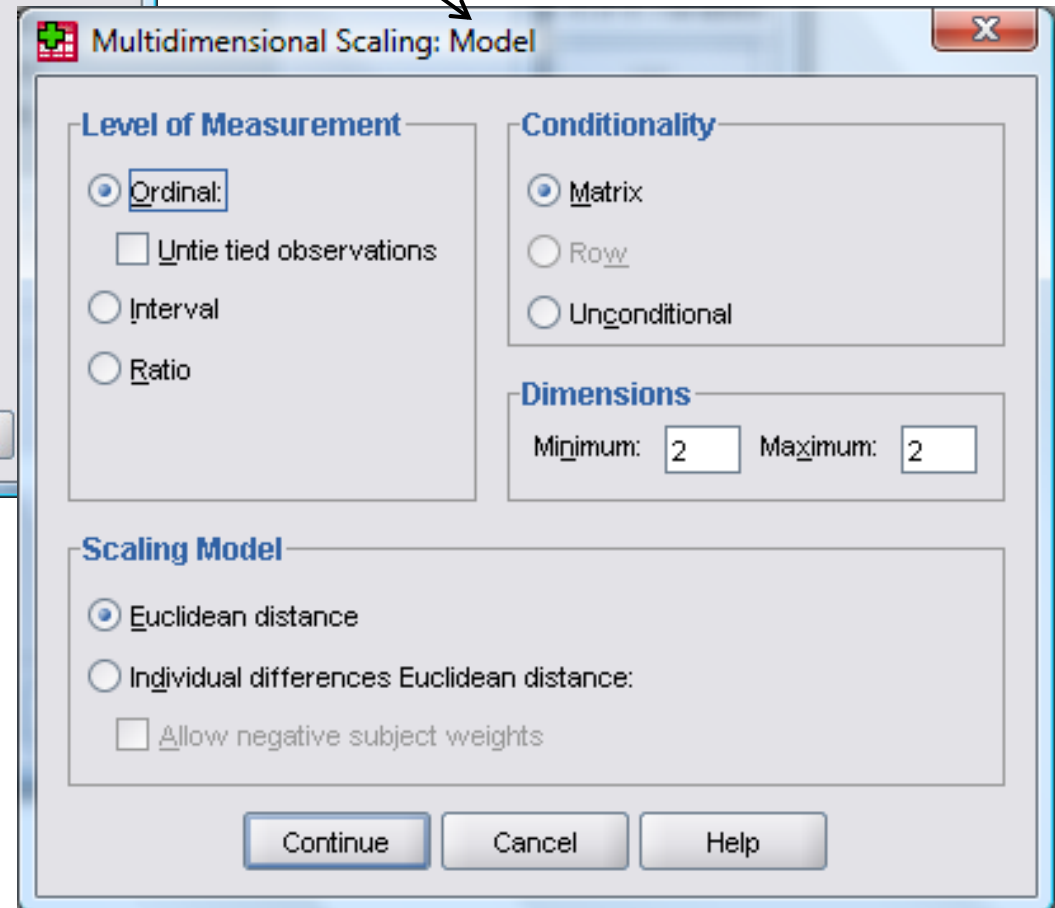 Multidimensional Scaling: Model
Level of Measurement
Ordinal:
Untie tied observations
Interval
Ratio
Conditionality
Matrix
Row
Unconditional
Dimensions
Minimum: 2 Maximum: 2
Scaling Model
Euclidean distance
Individual differences Euclidean distance:
Allow negative subject weights
Continue Cancel Help